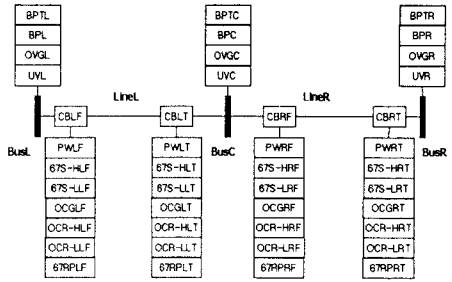 BPTL BPTC BPTR
BPL BPC BPR
OVGL OVGC OVGR
UVL UVC UVR
LineL LineR
CBLF CBLT CBRF CBRT
BusL BusC BusR
PWLF PWLT PWRF PWRT
67S-HLF 67S-HLT 67S-HRF 67S-HRT
67S-LLF 67S-LLT 67S-LRF 67S-LRT
OCGLF OCGLT OCGRF OCGRT
OCR-HLF OCR-HLT OCR-HRF OCR-HRT
OCR-LLF OCR-LLT OCR-LRF OCR-LRT
67RPLF 67RPLT 67RPRF 67RPRT